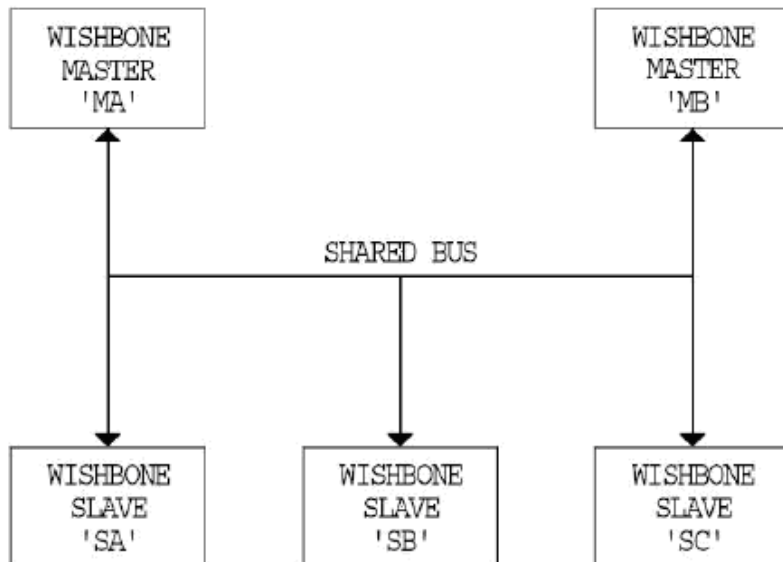 WISHBONE
MASTER
'MA'
WISHBONE
MASTER
'MB'
SHARED BUS
WISHBONE
SLAVE
'SA'
WISHBONE
SLAVE
'SB'
WISHBONE
SLAVE
'SC'